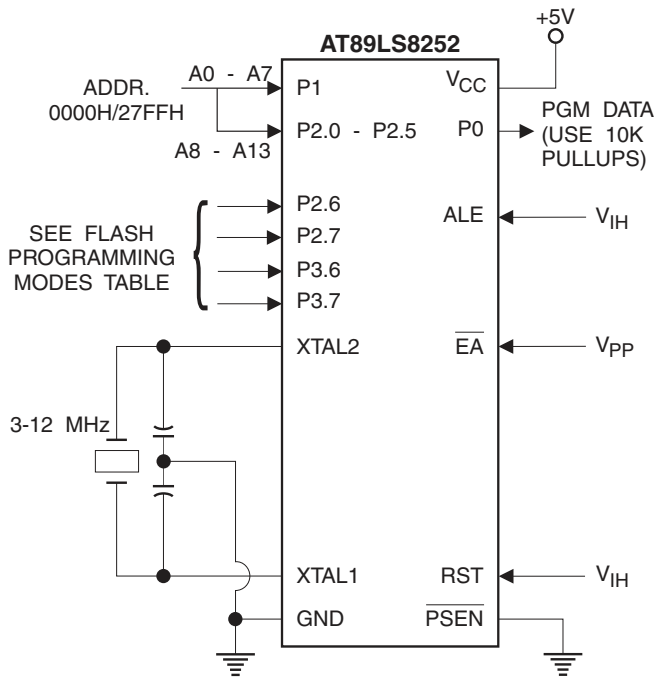 +5V
AT89LS8252
ADDR.
0000H/27FFH
A0 - A7
P1
VCC
A8 - A13
P2.0 - P2.5
P0
PGM DATA
(USE 10K
PULLUPS)
SEE FLASH
PROGRAMMING
MODES TABLE
P2.6
P2.7
P3.6
P3.7
ALE
VIH
XTAL2
EA
VPP
3-12 MHz
XTAL1
RST
VIH
GND
PSEN